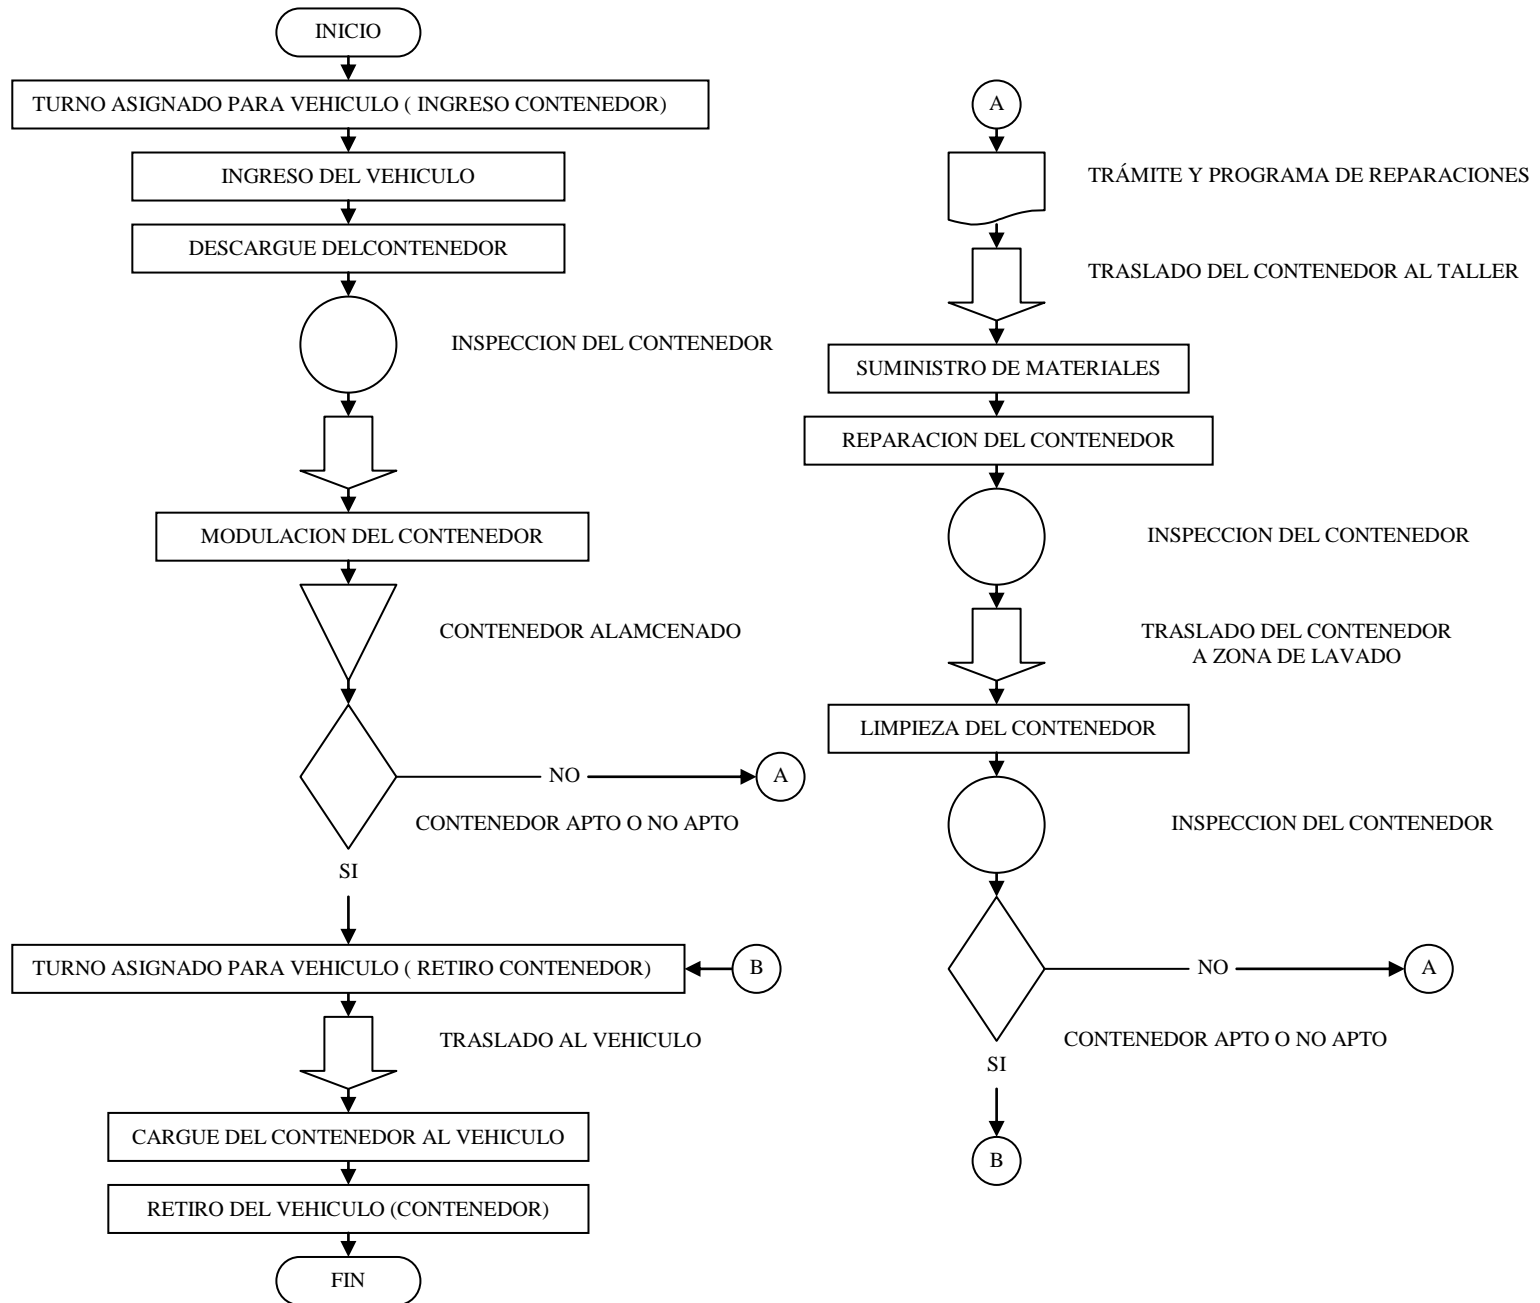 INICIO
TURNO ASIGNADO PARA VEHICULO ( INGRESO CONTENEDOR)
INGRESO DEL VEHICULO
DESCARGUE DELCONTENEDOR
INSPECCION DEL CONTENEDOR
MODULACION DEL CONTENEDOR
CONTENEDOR ALAMCENADO
NO
A
CONTENEDOR APTO O NO APTO
SI
TURNO ASIGNADO PARA VEHICULO ( RETIRO CONTENEDOR)
B
TRASLADO AL VEHICULO
CARGUE DEL CONTENEDOR AL VEHICULO
RETIRO DEL VEHICULO (CONTENEDOR)
FIN
A
TRÁMITE Y PROGRAMA DE REPARACIONES
TRASLADO DEL CONTENEDOR AL TALLER
SUMINISTRO DE MATERIALES
REPARACION DEL CONTENEDOR
INSPECCION DEL CONTENEDOR
TRASLADO DEL CONTENEDOR
A ZONA DE LAVADO
LIMPIEZA DEL CONTENEDOR
INSPECCION DEL CONTENEDOR
NO
A
CONTENEDOR APTO O NO APTO
SI
B